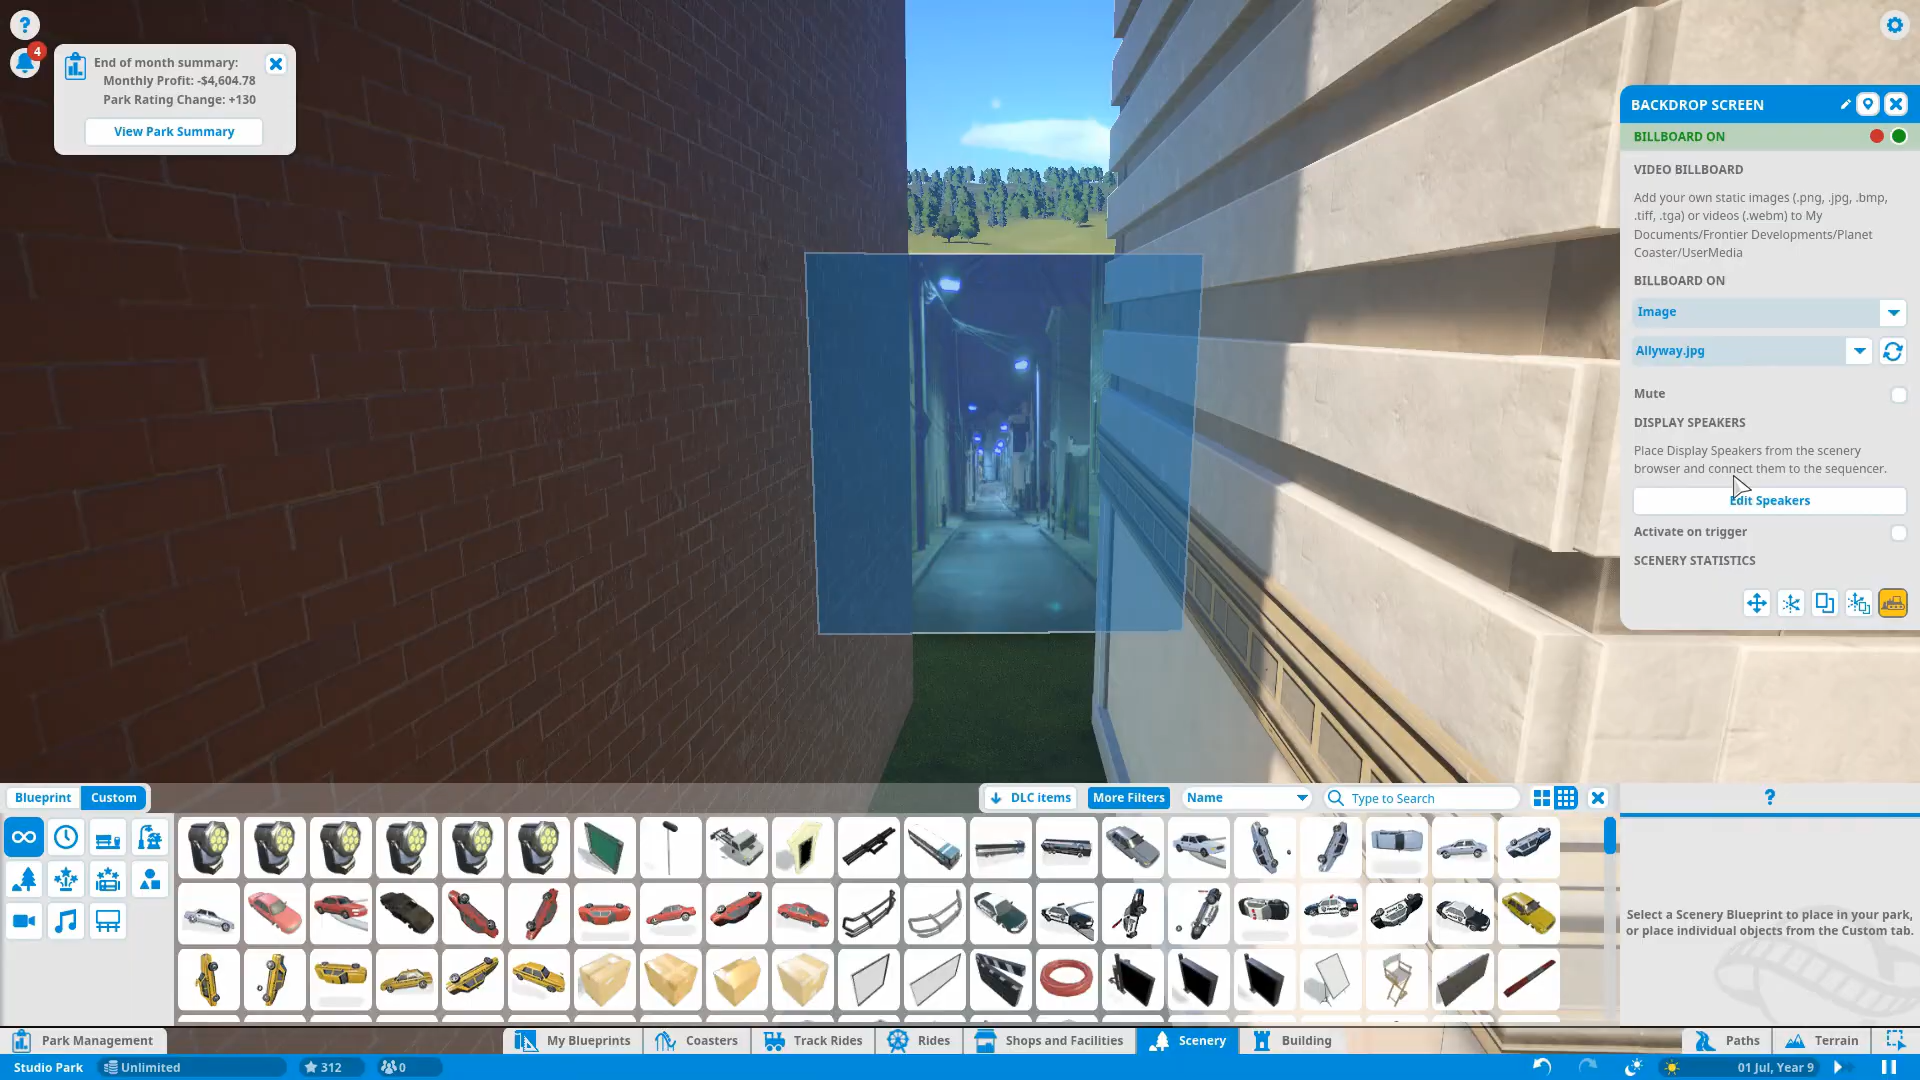 ?
4
End of month summary:
Monthly Profit: -$4,604.78
Park Rating Change: +130
View Park Summary
BACKDROP SCREEN
BILLBOARD ON
VIDEO BILLBOARD
Add your own static images (.png, .jpg, .bmp,
.tiff, .tga) or videos (.webm) to My
Documents/Frontier Developments/Planet
Coaster/UserMedia
BILLBOARD ON
Image
Allyway.jpg
Mute
DISPLAY SPEAKERS
Place Display Speakers from the scenery
browser and connect them to the sequencer.
Edit Speakers
Activate on trigger
SCENERY STATISTICS
Blueprint
Custom
DLC items
More Filters
Name
Type to Search
?
Select a Scenery Blueprint to place in your park,
or place individual objects from the Custom tab.
Park Management
My Blueprints
Coasters
Track Rides
Rides
Shops and Facilities
Scenery
Building
Paths
Terrain
Studio Park
Unlimited
312
0
01 Jul, Year 9